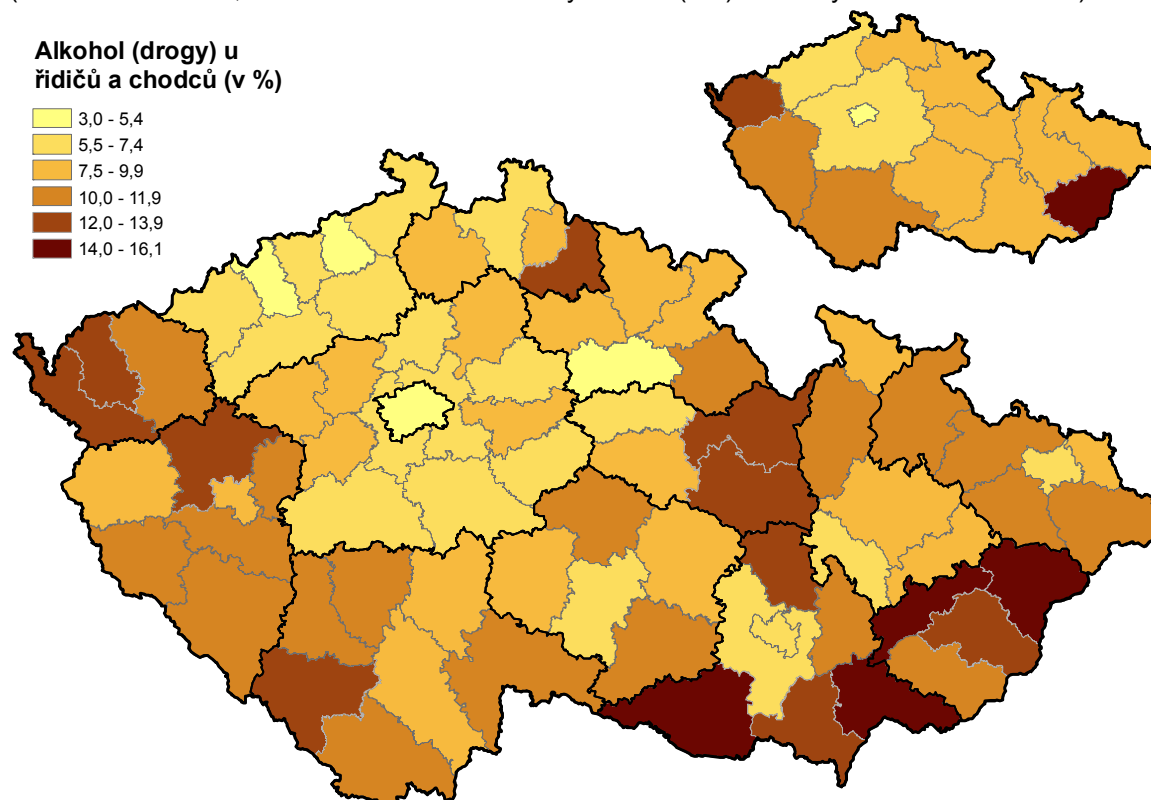 Alkohol (drogy) u
řidičů a chodců (v %)
3,0 - 5,4
5,5 - 7,4
7,5 - 9,9
10,0 - 11,9
12,0 - 13,9
14,0 - 16,1